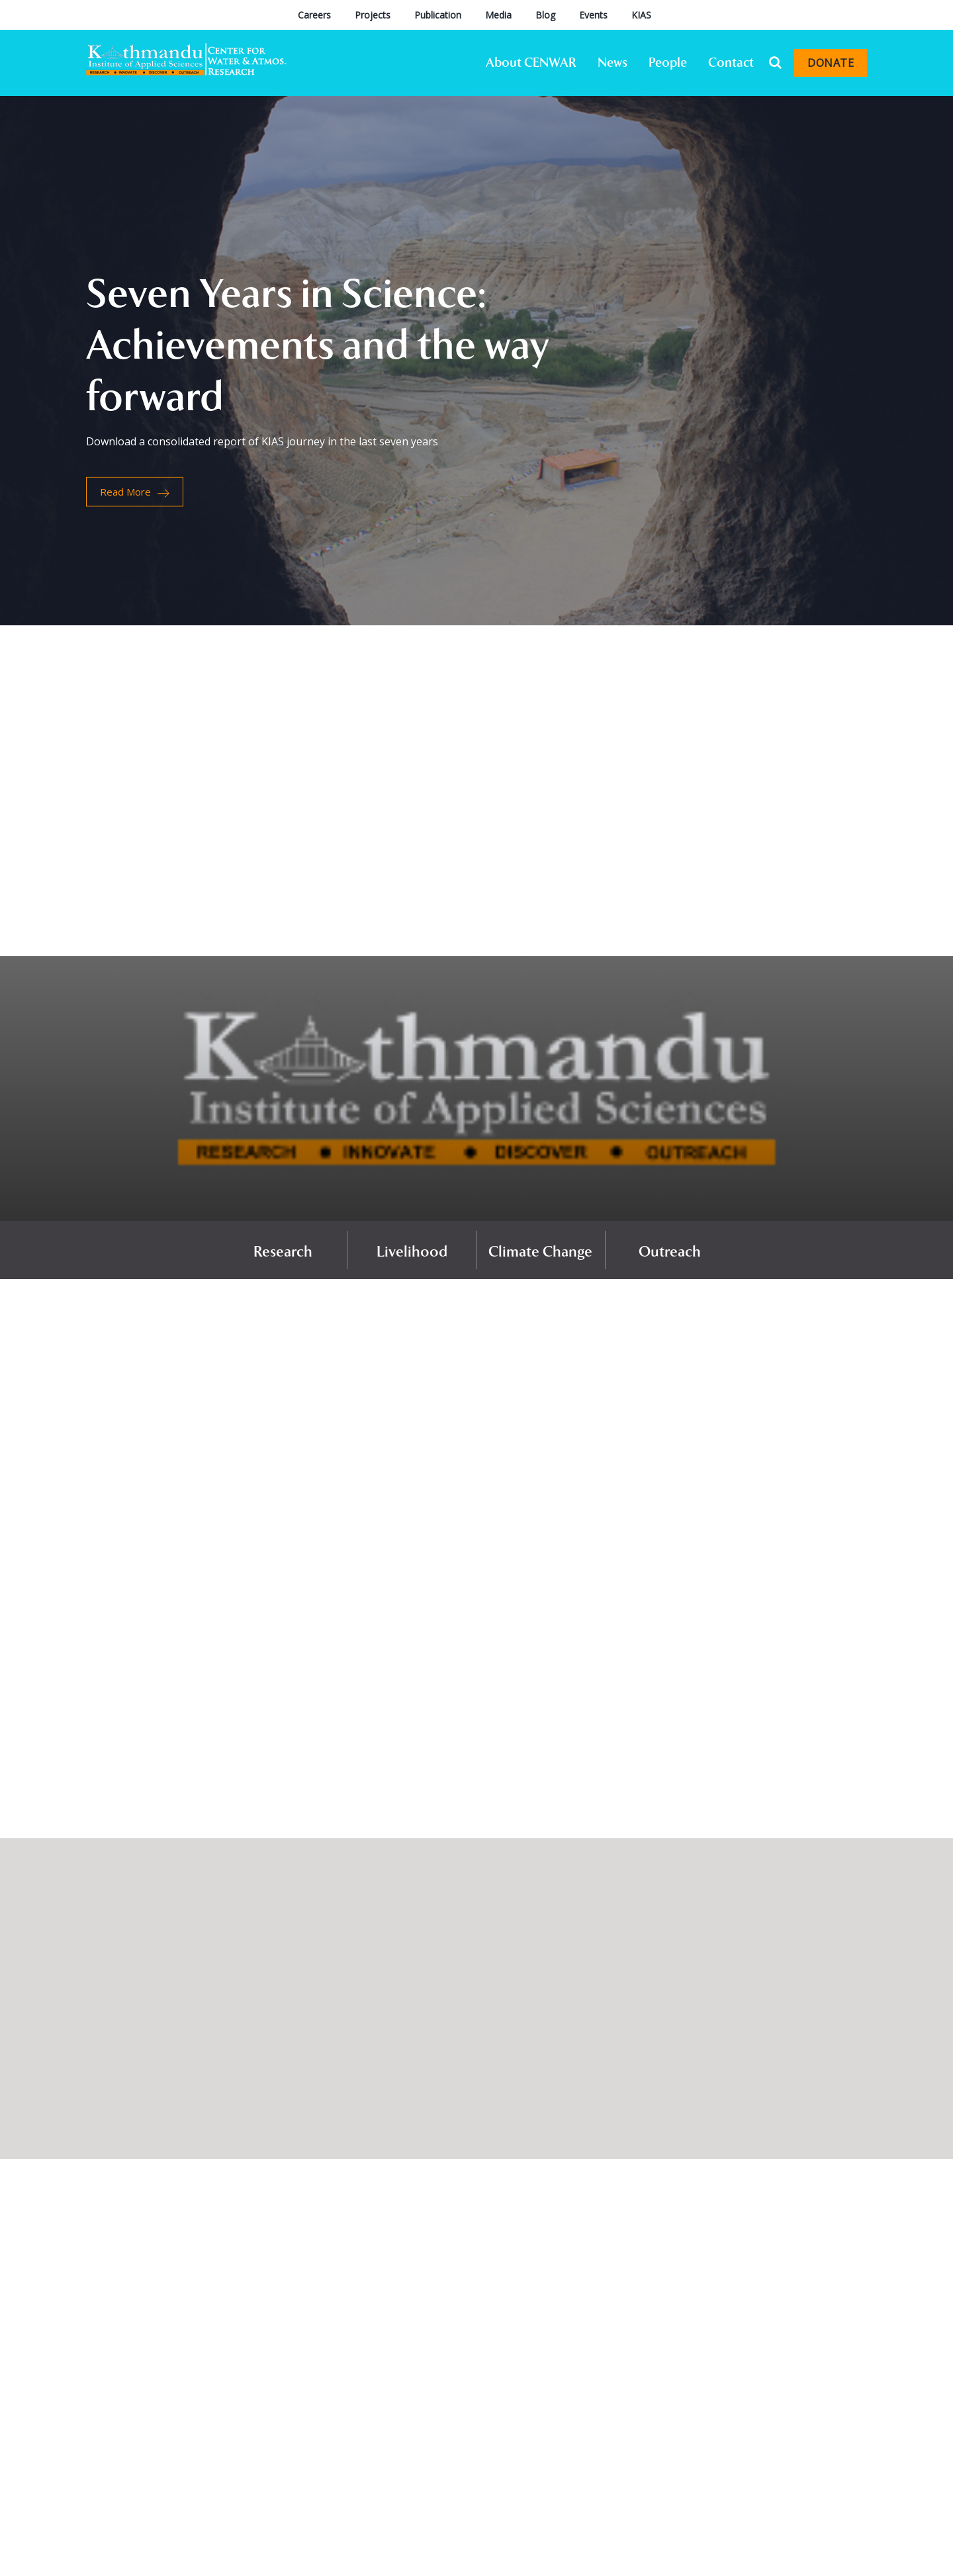 Careers Projects Publication Media Blog Events KIAS
Kathmandu
Institute of Applied Sciences
RESEARCH INNOVATE DISCOVER OUTREACH
CENTER FOR
WATER & ATMOS.
RESEARCH
About CENWAR News People Contact DONATE
Seven Years in Science:
Achievements and the way
forward
Download a consolidated report of KIAS journey in the last seven years
Read More
Kathmandu
Institute of Applied Sciences
RESEARCH INNOVATE DISCOVER OUTREACH
Research Livelihood Climate Change Outreach